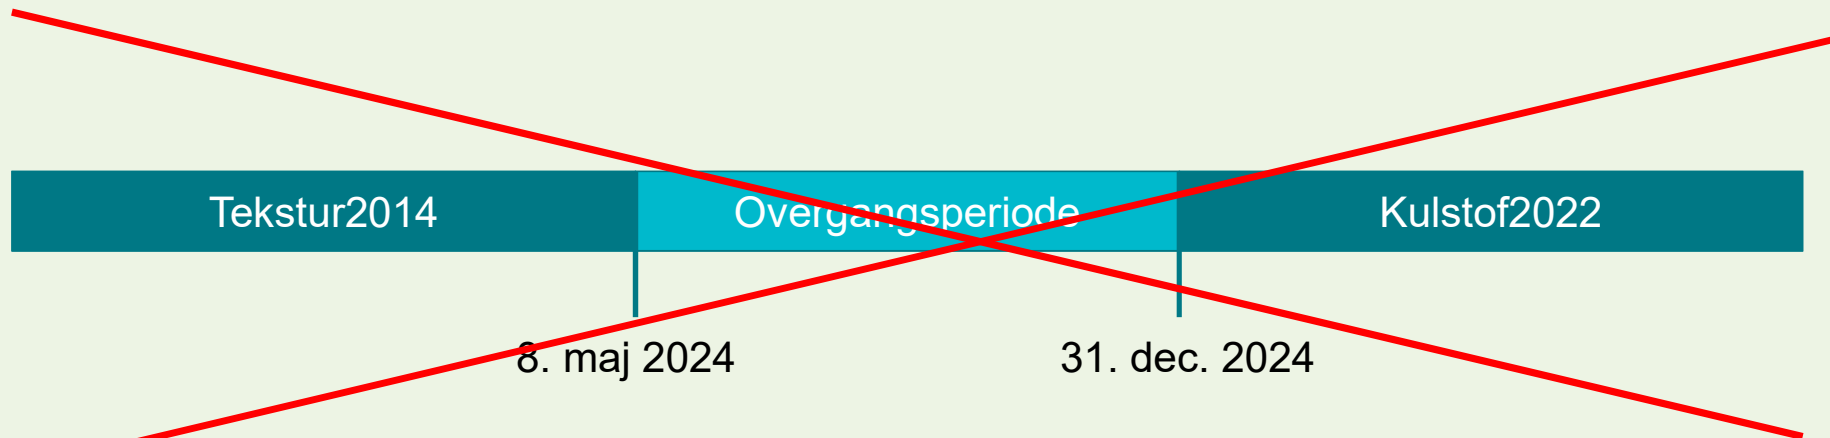 Tekstur2014 Overgangsperiode Kulstof2022
8. maj 2024 31. dec. 2024